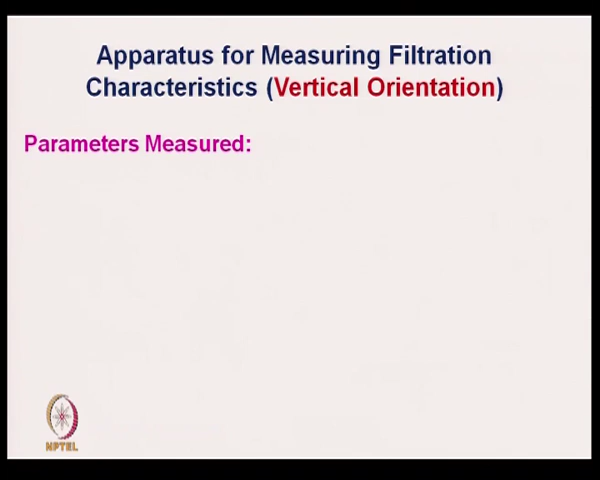 Apparatus for Measuring Filtration
Characteristics (Vertical Orientation)
Parameters Measured:
NPTEL